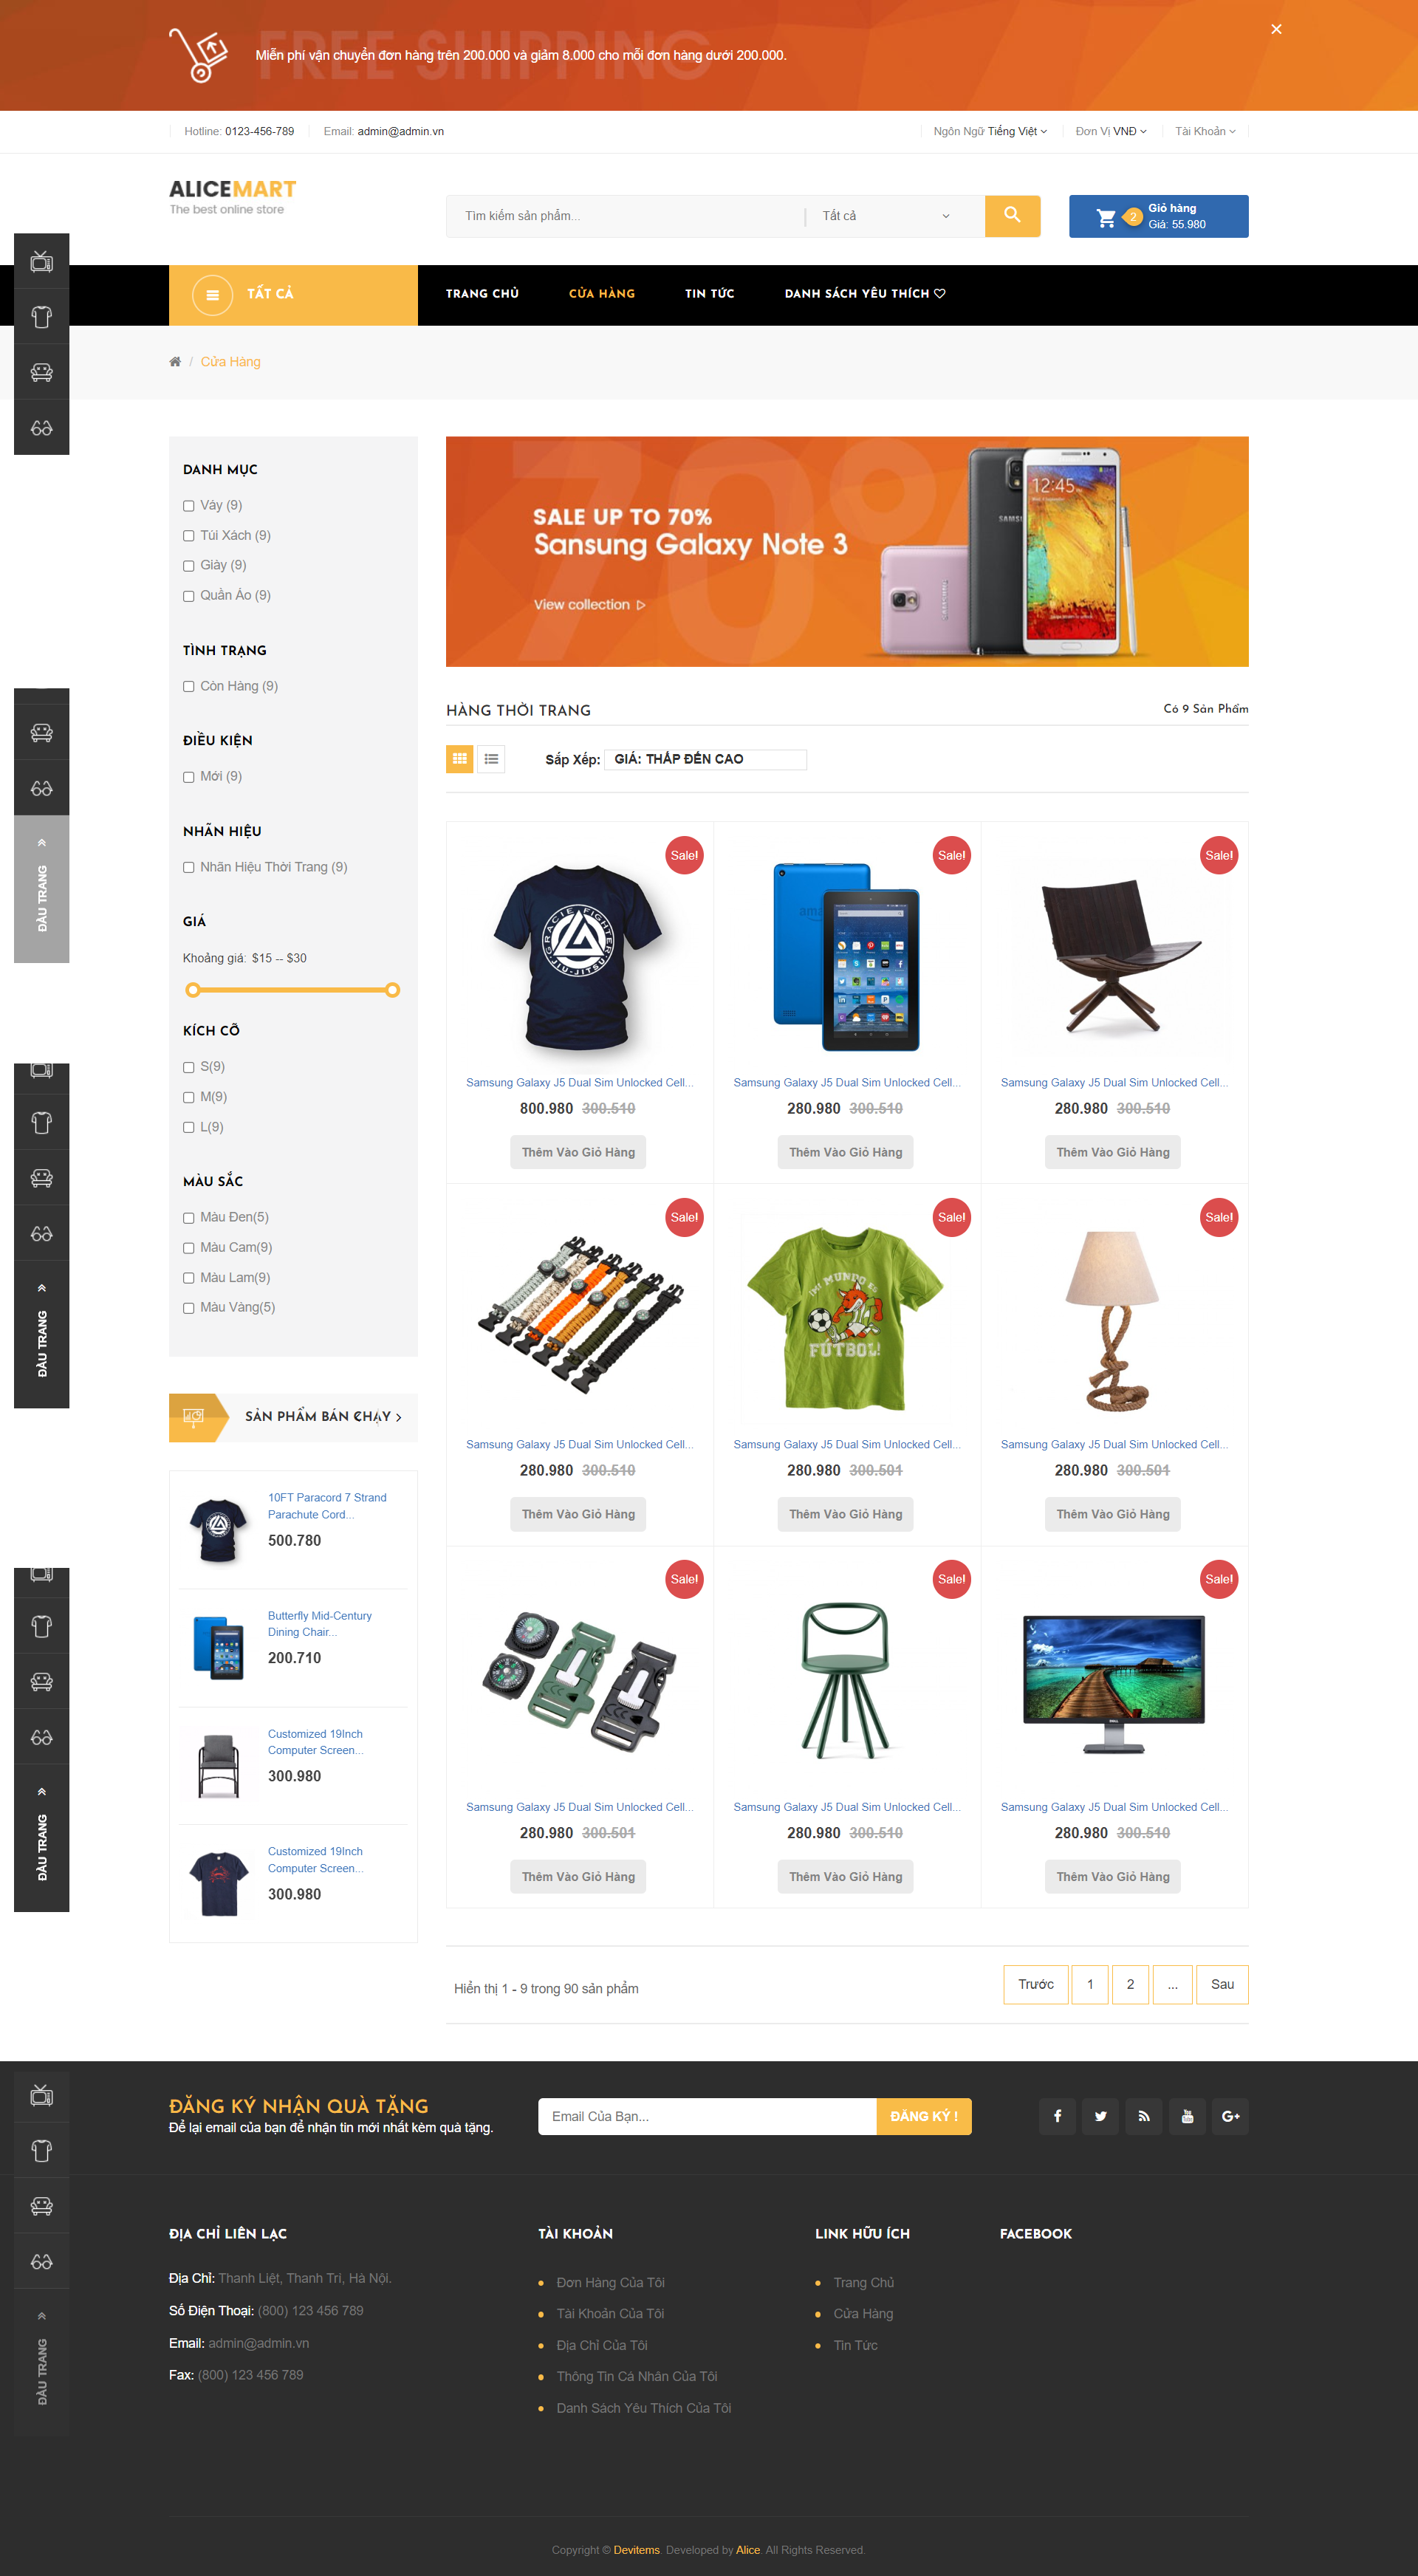 FREE SHIPPING
Miễn phí vận chuyển đơn hàng trên 200.000 và giảm 8.000 cho mỗi đơn hàng dưới 200.000.
Hotline: 0123-456-789
Email: admin@admin.vn
Ngôn Ngữ Tiếng Việt
Đơn Vị VNĐ
Tài Khoản
ALICEMART
The best online store
Tìm kiếm sản phẩm...
Tất cả
2
Giỏ hàng
Giá: 55.980
TẤT CẢ
TRANG CHỦ
CỬA HÀNG
TIN TỨC
DANH SÁCH YÊU THÍCH
/ Cửa Hàng
DANH MỤC
Váy (9)
Túi Xách (9)
Giày (9)
Quần Áo (9)
TÌNH TRẠNG
Còn Hàng (9)
ĐIỀU KIỆN
Mới (9)
NHÃN HIỆU
Nhãn Hiệu Thời Trang (9)
GIÁ
Khoảng giá: $15 -- $30
KÍCH CỠ
S(9)
M(9)
L(9)
MÀU SẮC
Màu Đen(5)
Màu Cam(9)
Màu Lam(9)
Màu Vàng(5)
ĐẦU TRANG
ĐẦU TRANG
SẢN PHẨM BÁN CHẠY
10FT Paracord 7 Strand
Parachute Cord...
500.780
Butterfly Mid-Century
Dining Chair...
200.710
Customized 19Inch
Computer Screen...
300.980
Customized 19Inch
Computer Screen...
300.980
ĐẦU TRANG
70%
SALE UP TO 70%
Sansung Galaxy Note 3
View collection
12:45
SAMSUNG
SAMSUNG
HÀNG THỜI TRANG
Có 9 Sản Phẩm
Sắp Xếp: GIÁ: THẤP ĐẾN CAO
Sale!
Sale!
Sale!
GRACIE FIGHTER
JIU-JITSU
Samsung Galaxy J5 Dual Sim Unlocked Cell...
800.980 300.510
Thêm Vào Giỏ Hàng
Samsung Galaxy J5 Dual Sim Unlocked Cell...
280.980 300.510
Thêm Vào Giỏ Hàng
Samsung Galaxy J5 Dual Sim Unlocked Cell...
280.980 300.510
Thêm Vào Giỏ Hàng
Sale!
Sale!
Sale!
¡MI MUNDO ES
FÚTBOL!
Samsung Galaxy J5 Dual Sim Unlocked Cell...
280.980 300.510
Thêm Vào Giỏ Hàng
Samsung Galaxy J5 Dual Sim Unlocked Cell...
280.980 300.501
Thêm Vào Giỏ Hàng
Samsung Galaxy J5 Dual Sim Unlocked Cell...
280.980 300.501
Thêm Vào Giỏ Hàng
Sale!
Sale!
Sale!
DELL
Samsung Galaxy J5 Dual Sim Unlocked Cell...
280.980 300.501
Thêm Vào Giỏ Hàng
Samsung Galaxy J5 Dual Sim Unlocked Cell...
280.980 300.510
Thêm Vào Giỏ Hàng
Samsung Galaxy J5 Dual Sim Unlocked Cell...
280.980 300.510
Thêm Vào Giỏ Hàng
Hiển thị 1 - 9 trong 90 sản phẩm
Trước
1
2
...
Sau
ĐĂNG KÝ NHẬN QUÀ TẶNG
Để lại email của bạn để nhận tin mới nhất kèm quà tặng.
Email Của Bạn...
ĐĂNG KÝ !
ĐỊA CHỈ LIÊN LẠC
Địa Chỉ: Thanh Liệt, Thanh Trì, Hà Nội.
Số Điện Thoại: (800) 123 456 789
Email: admin@admin.vn
Fax: (800) 123 456 789
TÀI KHOẢN
Đơn Hàng Của Tôi
Tài Khoản Của Tôi
Địa Chỉ Của Tôi
Thông Tin Cá Nhân Của Tôi
Danh Sách Yêu Thích Của Tôi
LINK HỮU ÍCH
Trang Chủ
Cửa Hàng
Tin Tức
FACEBOOK
ĐẦU TRANG
Copyright © Devitems. Developed by Alice. All Rights Reserved.